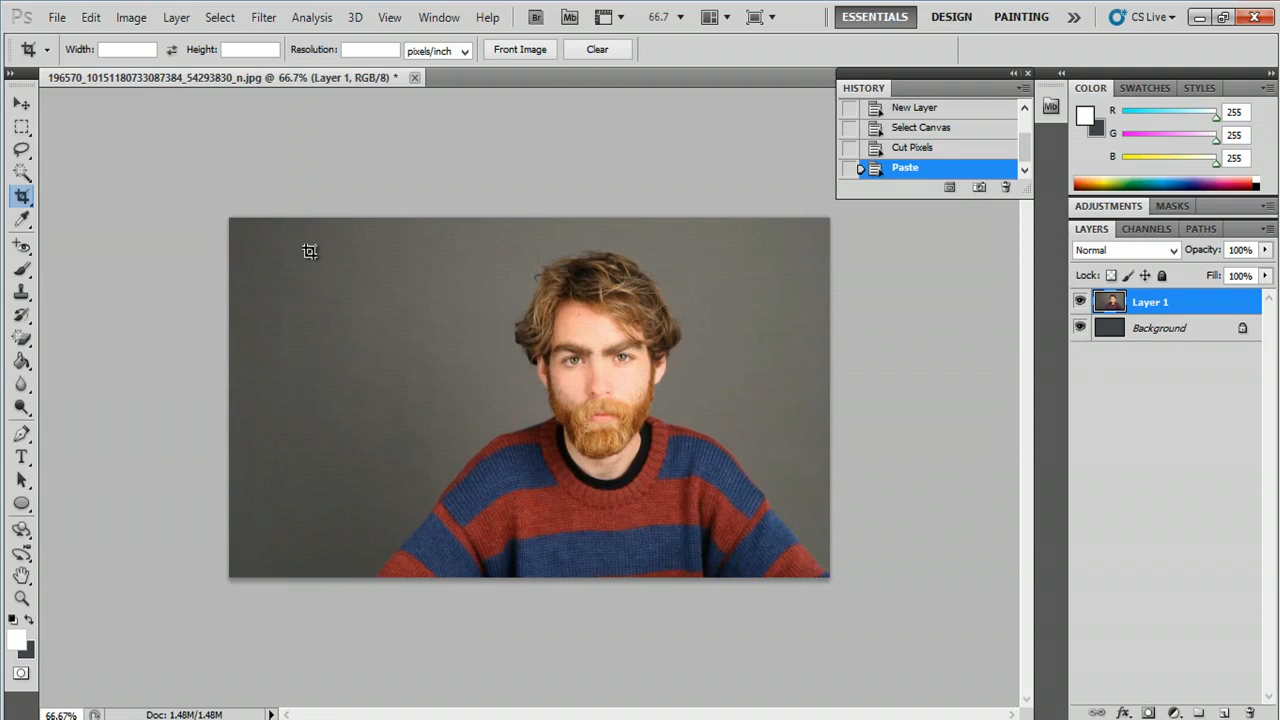 Ps File Edit Image Layer Select Filter Analysis 3D View Window Help Br Mb 66.7 ESSENTIALS DESIGN PAINTING CS Live
Width: Height: Resolution: pixels/inch Front Image Clear
196570_10151180733087384_54293830_n.jpg @ 66.7% (Layer 1, RGB/8) *
HISTORY
New Layer
Select Canvas
Cut Pixels
Paste
Mb
COLOR SWATCHES STYLES
R 255
G 255
B 255
ADJUSTMENTS MASKS
LAYERS CHANNELS PATHS
Normal Opacity: 100%
Lock: Fill: 100%
Layer 1
Background
T
66.67% Doc: 1.48M/1.48M
fx